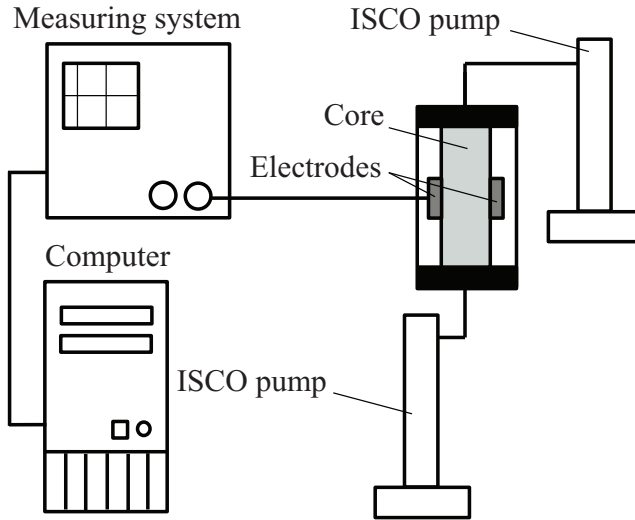 Measuring system
ISCO pump
Core
Electrodes
Computer
ISCO pump